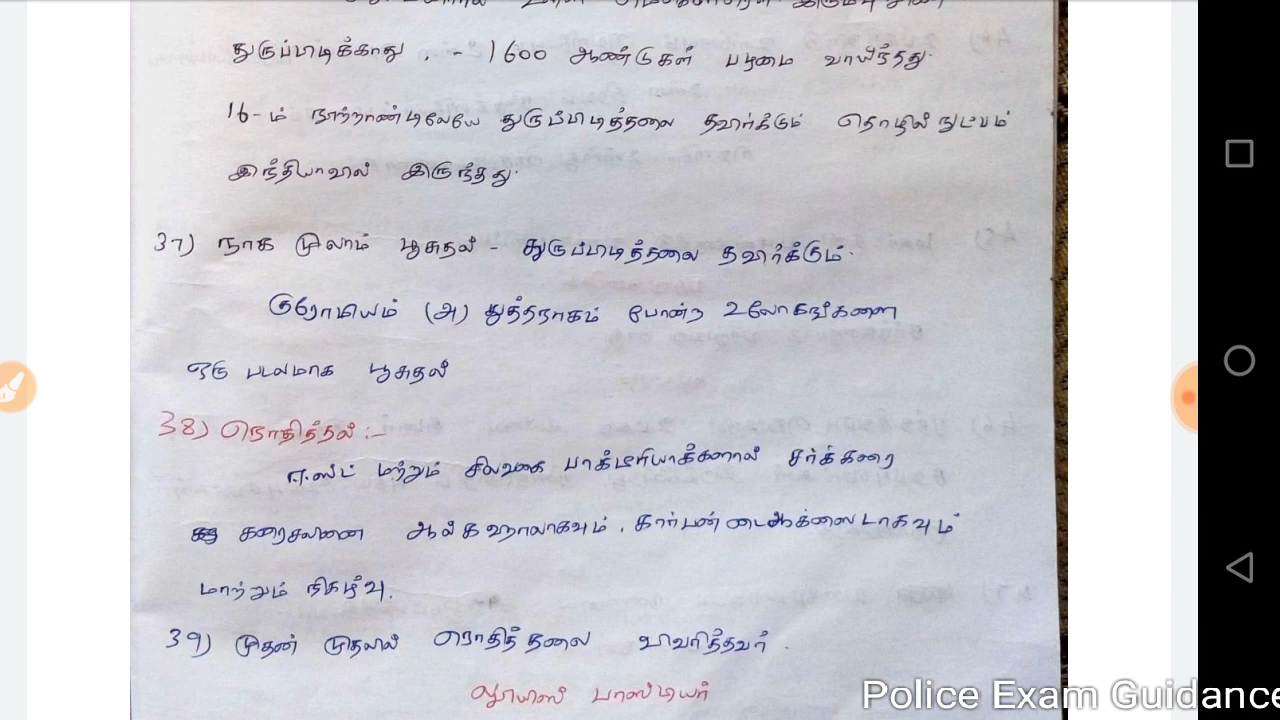 துருப்பிடிக்காது. - 1600 ஆண்டுகள் பழமை வாய்ந்தது.
16-ம் நூற்றாண்டிலேயே துருப்பிடித்தலை தவிர்க்கும் தொழில் நுட்பம்
இந்தியாவில் இருந்தது.
37) நாக முலாம் பூசுதல் - துருப்பிடித்தலை தவிர்க்கும்.
குரோமியம் (அ) துத்தநாகம் போன்ற உலோகங்களை
ஒரு படலமாக பூசுதல்
38) நொதித்தல் :-
ஈஸ்ட் மற்றும் சிலவகை பாக்டீரியாக்களால் சர்க்கரை
கரைசலினை ஆல்கஹாலாகவும், கார்பன் டைஆக்ஸைடாகவும்
மாற்றும் நிகழ்வு.
39) முதன் முதலில் நொதித்தலை விவரித்தவர்.
லூயிஸ் பாஸ்டியர்
Police Exam Guidance